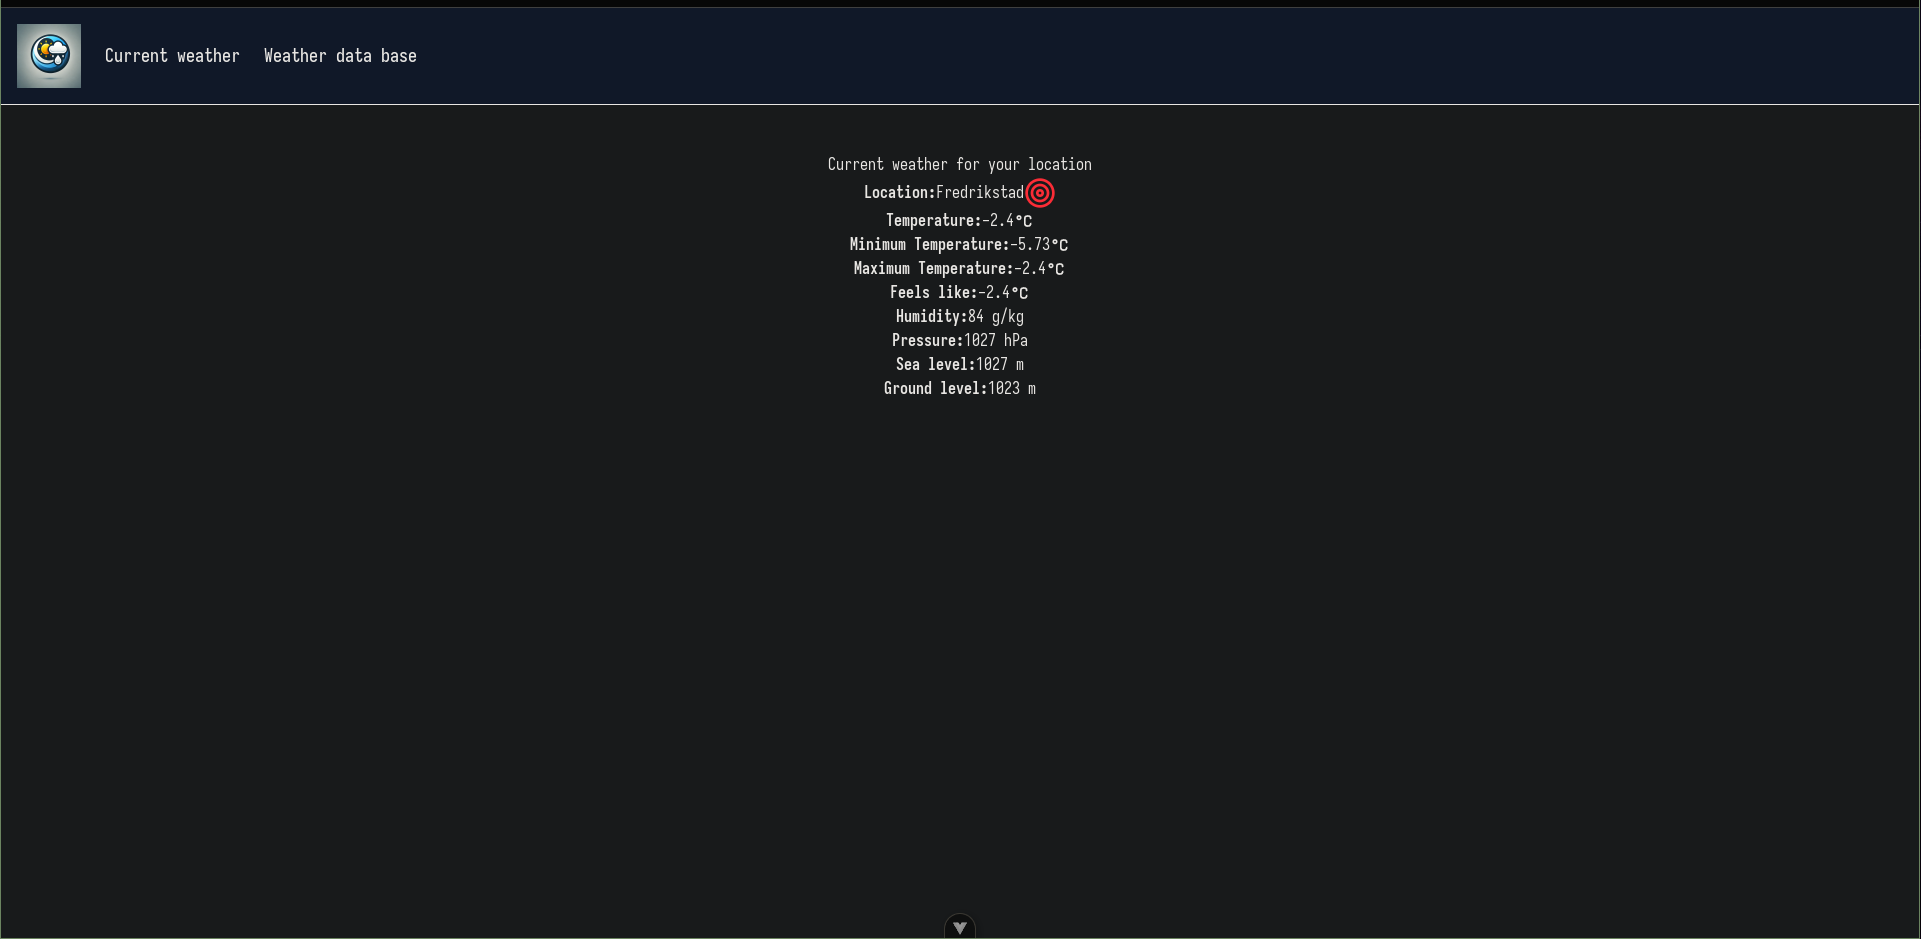 Current weather Weather data base
Current weather for your location
Location:Fredrikstad
Temperature:-2.4°C
Minimum Temperature:-5.73°C
Maximum Temperature:-2.4°C
Feels like:-2.4°C
Humidity:84 g/kg
Pressure:1027 hPa
Sea level:1027 m
Ground level:1023 m